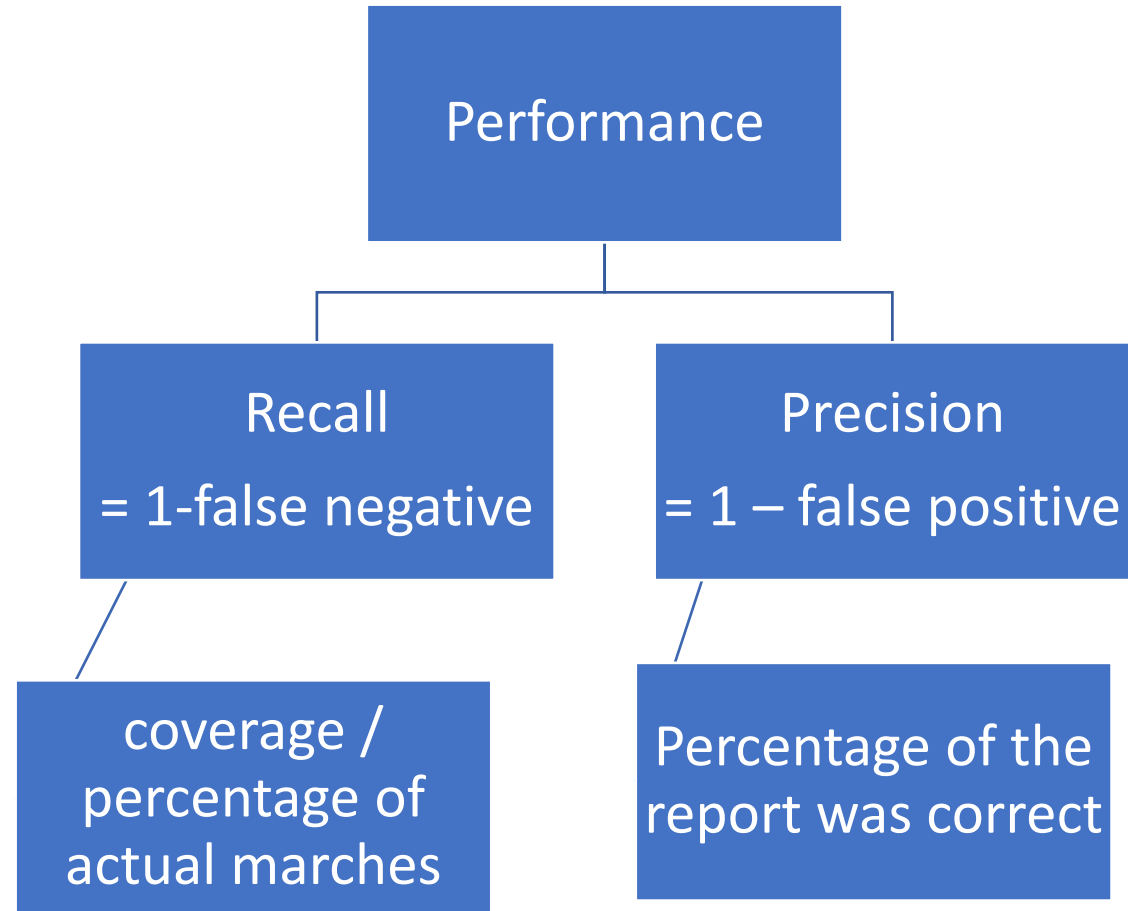 Performance
Recall
= 1-false negative
Precision
= 1 – false positive
coverage /
percentage of
actual marches
Percentage of the
report was correct